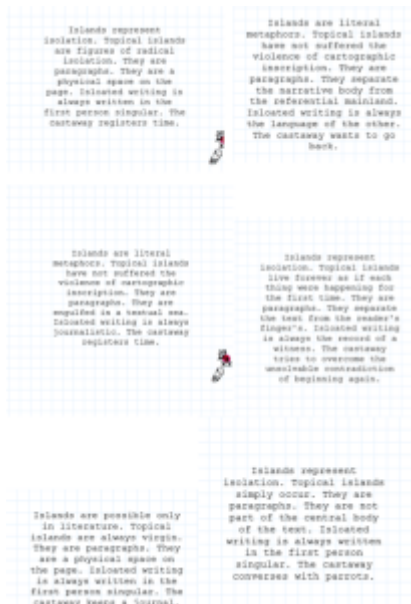 Islands represent
isolation. Topical islands
are figures of radical
isolation. They are
paragraphs. They are a
physical space on the
page. Isloated writing is
always written in the
first person singular. The
castaway registers time.
Islands are literal
metaphors. Topical islands
have not suffered the
violence of cartographic
inscription. They are
paragraphs. They separate
the narrative body from
the referential mainland.
Isloated writing is always
the language of the other.
The castaway wants to go
back.
Islands are literal
metaphors. Topical islands
have not suffered the
violence of cartographic
inscription. They are
paragraphs. They are
engulfed in a textual sea.
Isloated writing is always
journalistic. The castaway
registers time.
Islands represent
isolation. Topical islands
live forever as if each
thing were happening for
the first time. They are
paragraphs. They separate
the text from the reader's
finger's. Isloated writing
is always the record of a
witness. The castaway
tries to overcome the
unsolvable contradiction
of beginning again.
Islands are possible only
in literature. Topical
islands are always virgin.
They are paragraphs. They
are a physical space on
the page. Isloated writing
is always written in the
first person singular. The
castaway keeps a journal.
Islands represent
isolation. Topical islands
simply occur. They are
paragraphs. They are not
part of the central body
of the text. Isloated
writing is always written
in the first person
singular. The castaway
converses with parrots.